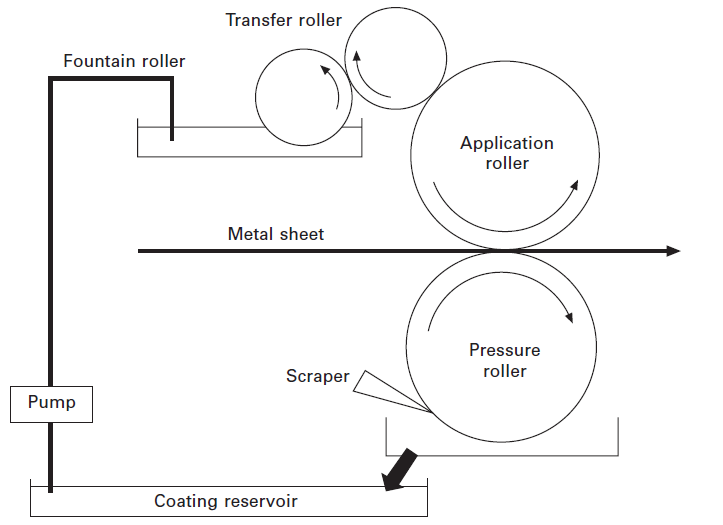 Transfer roller
Fountain roller
Application
roller
Metal sheet
Pressure
roller
Scraper
Pump
Coating reservoir